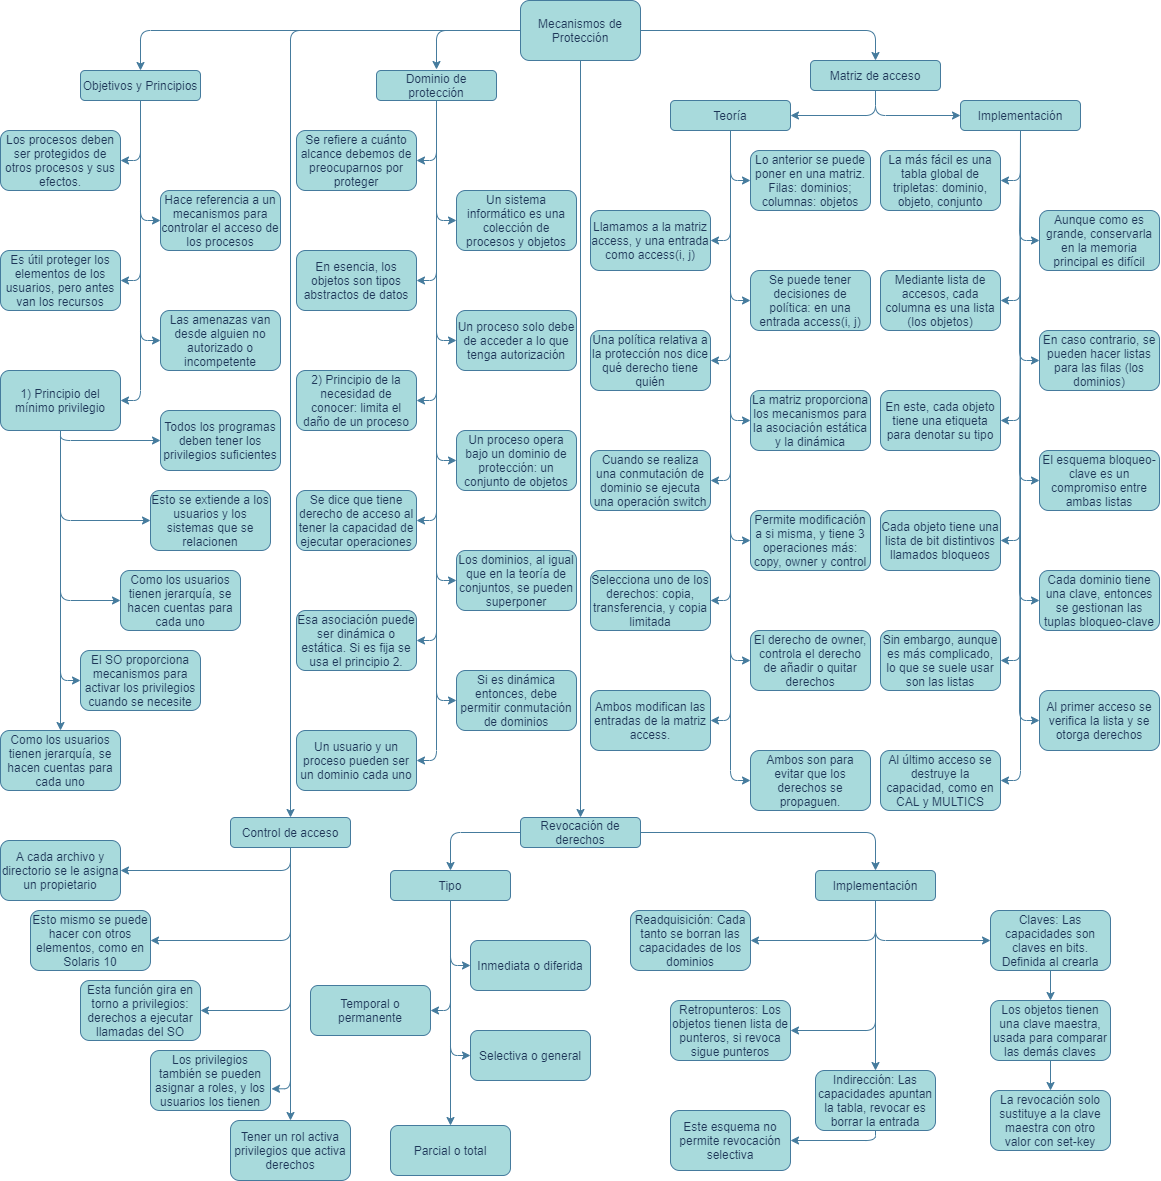 Mecanismos de
Protección
Objetivos y Principios
Los procesos deben
ser protegidos de
otros procesos y sus
efectos.
Hace referencia a un
mecanismos para
controlar el acceso de
los procesos
Es útil proteger los
elementos de los
usuarios, pero antes
van los recursos
Las amenazas van
desde alguien no
autorizado o
incompetente
1) Principio del
mínimo privilegio
Todos los programas
deben tener los
privilegios suficientes
Esto se extiende a los
usuarios y los
sistemas que se
relacionen
Como los usuarios
tienen jerarquía, se
hacen cuentas para
cada uno
El SO proporciona
mecanismos para
activar los privilegios
cuando se necesite
Como los usuarios
tienen jerarquía, se
hacen cuentas para
cada uno
Dominio de
protección
Se refiere a cuánto
alcance debemos de
preocuparnos por
proteger
Un sistema
informático es una
colección de
procesos y objetos
En esencia, los
objetos son tipos
abstractos de datos
Un proceso solo debe
de acceder a lo que
tenga autorización
2) Principio de la
necesidad de
conocer: limita el
daño de un proceso
Un proceso opera
bajo un dominio de
protección: un
conjunto de objetos
Se dice que tiene
derecho de acceso al
tener la capacidad de
ejecutar operaciones
Los dominios, al igual
que en la teoría de
conjuntos, se pueden
superponer
Esa asociación puede
ser dinámica o
estática. Si es fija se
usa el principio 2.
Si es dinámica
entonces, debe
permitir conmutación
de dominios
Un usuario y un
proceso pueden ser
un dominio cada uno
Matriz de acceso
Teoría
Lo anterior se puede
poner en una matriz.
Filas: dominios;
columnas: objetos
Llamamos a la matriz
access, y una entrada
como access(i, j)
Se puede tener
decisiones de
política: en una
entrada access(i, j)
Una política relativa a
la protección nos dice
qué derecho tiene
quién
La matriz proporciona
los mecanismos para
la asociación estática
y la dinámica
Cuando se realiza
una conmutación de
dominio se ejecuta
una operación switch
Permite modificación
a si misma, y tiene 3
operaciones más:
copy, owner y control
Selecciona uno de los
derechos: copia,
transferencia, y copia
limitada
El derecho de owner,
controla el derecho
de añadir o quitar
derechos
Ambos modifican las
entradas de la matriz
access.
Ambos son para
evitar que los
derechos se
propaguen.
Implementación
La más fácil es una
tabla global de
tripletas: dominio,
objeto, conjunto
Aunque como es
grande, conservarla
en la memoria
principal es difícil
Mediante lista de
accesos, cada
columna es una lista
(los objetos)
En caso contrario, se
pueden hacer listas
para las filas (los
dominios)
En este, cada objeto
tiene una etiqueta
para denotar su tipo
El esquema bloqueo-
clave es un
compromiso entre
ambas listas
Cada objeto tiene una
lista de bit distintivos
llamados bloqueos
Cada dominio tiene
una clave, entonces
se gestionan las
tuplas bloqueo-clave
Sin embargo, aunque
es más complicado,
lo que se suele usar
son las listas
Al primer acceso se
verifica la lista y se
otorga derechos
Al último acceso se
destruye la
capacidad, como en
CAL y MULTICS
Control de acceso
A cada archivo y
directorio se le asigna
un propietario
Esto mismo se puede
hacer con otros
elementos, como en
Solaris 10
Esta función gira en
torno a privilegios:
derechos a ejecutar
llamadas del SO
Los privilegios
también se pueden
asignar a roles, y los
usuarios los tienen
Tener un rol activa
privilegios que activa
derechos
Revocación de
derechos
Tipo
Inmediata o diferida
Temporal o
permanente
Selectiva o general
Parcial o total
Implementación
Readquisición: Cada
tanto se borran las
capacidades de los
dominios
Claves: Las
capacidades son
claves en bits.
Definida al crearla
Retropunteros: Los
objetos tienen lista de
punteros, si revoca
sigue punteros
Los objetos tienen
una clave maestra,
usada para comparar
las demás claves
Indirección: Las
capacidades apuntan
la tabla, revocar es
borrar la entrada
La revocación solo
sustituye a la clave
maestra con otro
valor con set-key
Este esquema no
permite revocación
selectiva